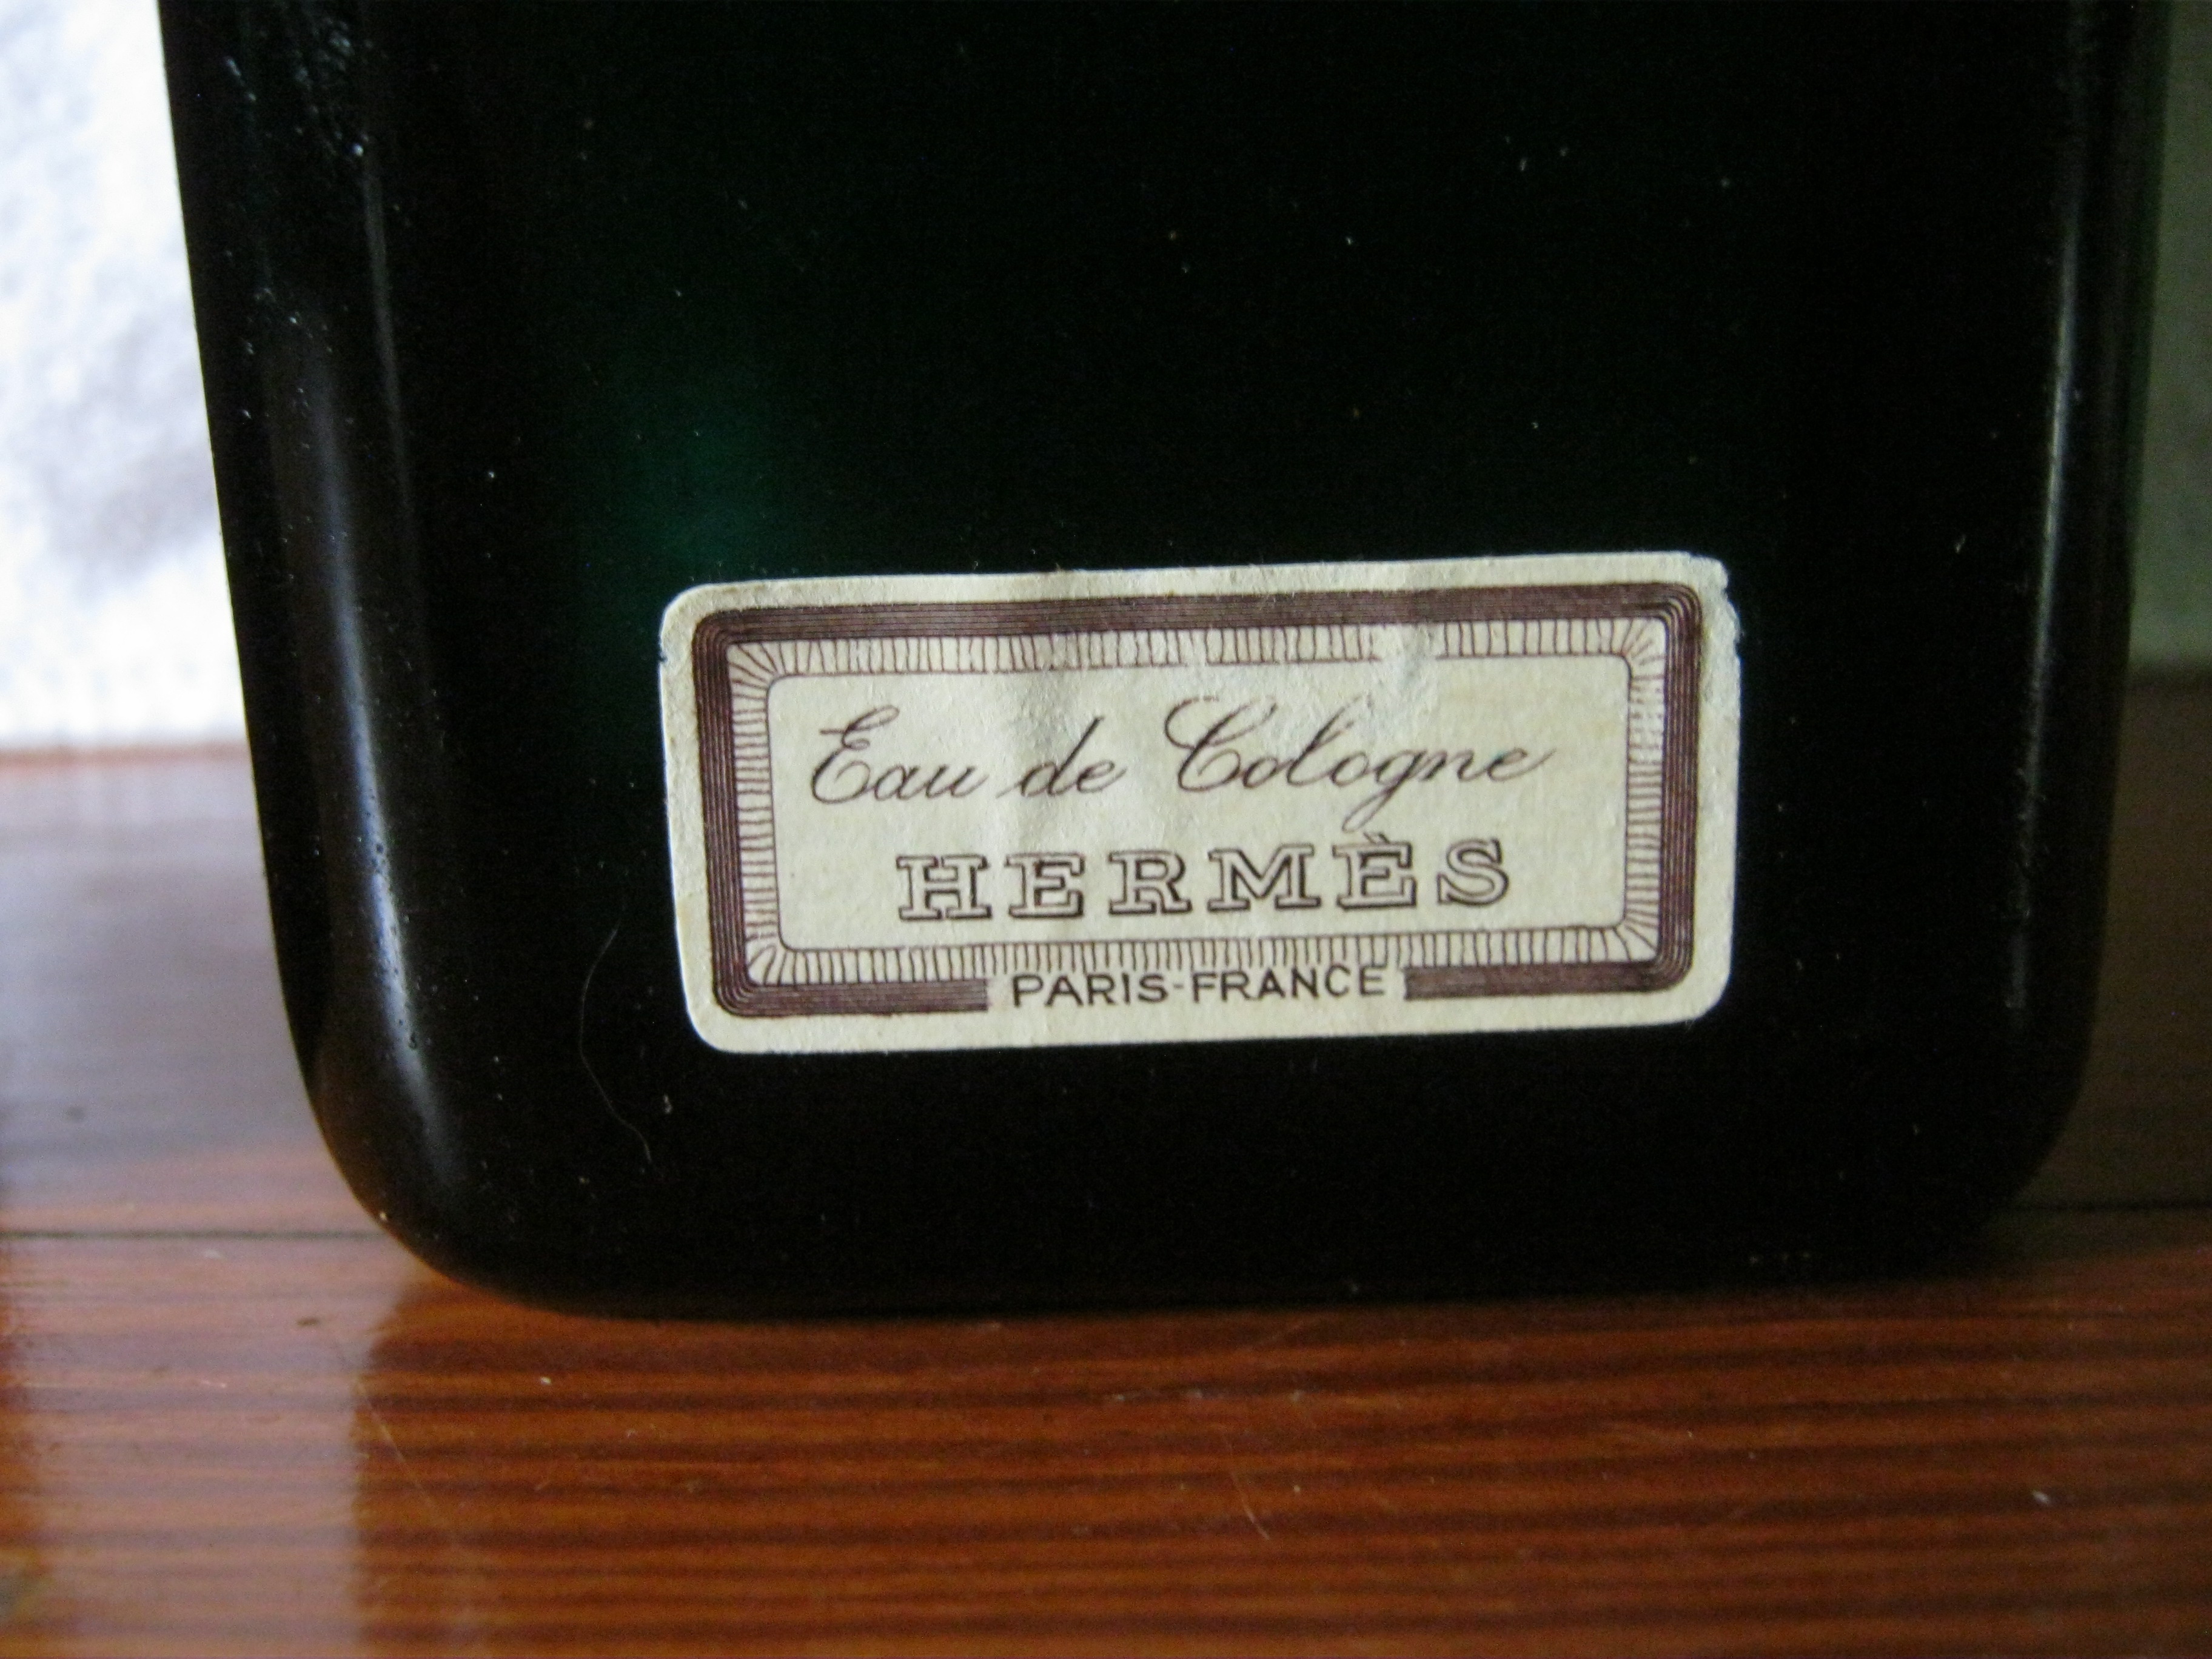 Eau de Cologne
HERMÈS
PARIS-FRANCE